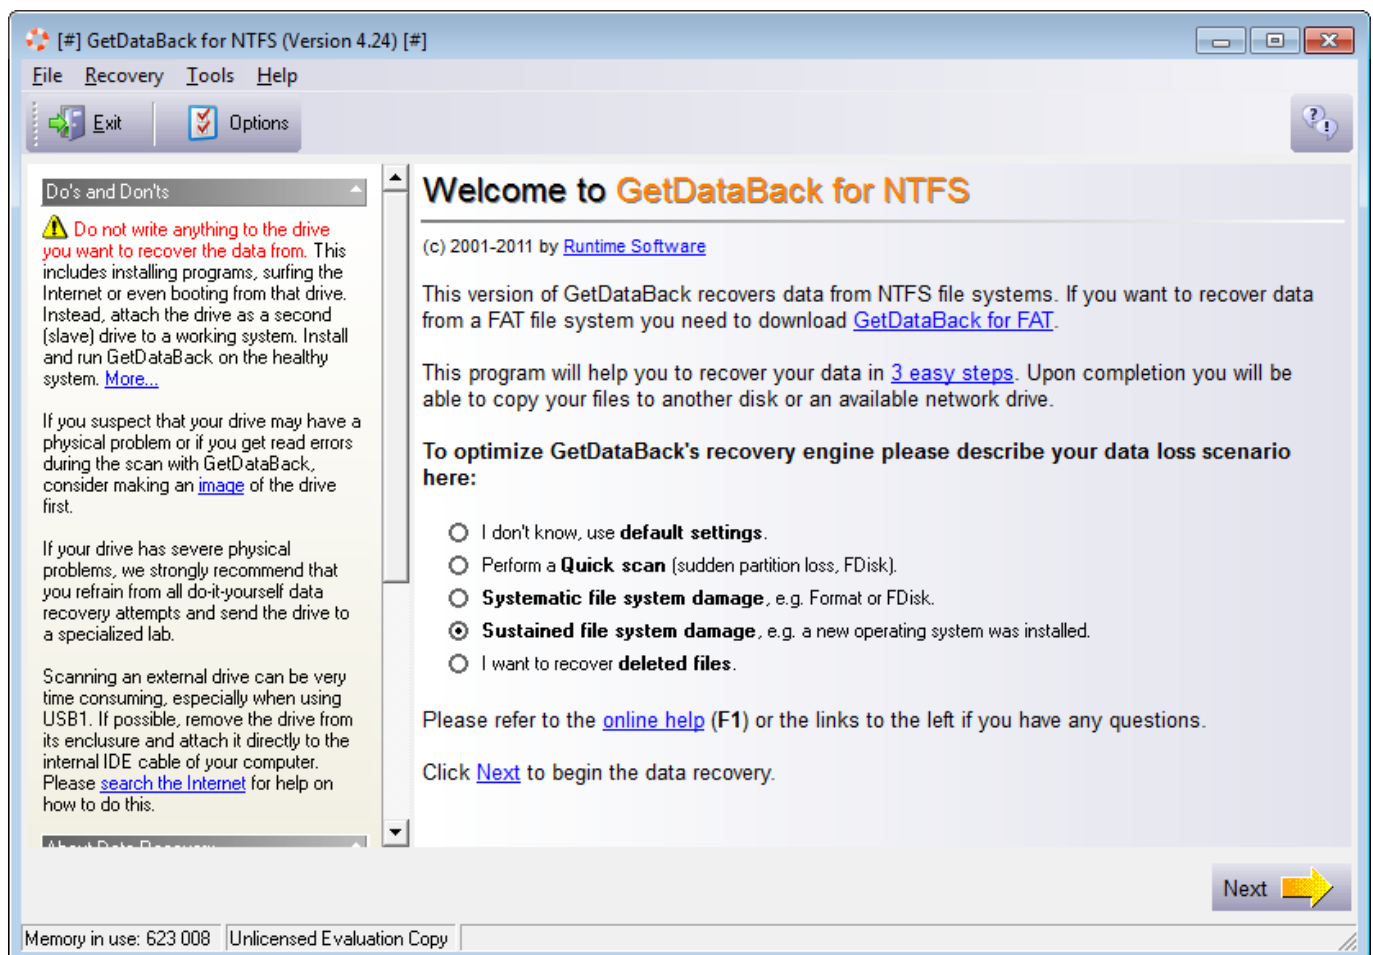 [#] GetDataBack for NTFS (Version 4.24) [#]
File Recovery Tools Help
Exit Options
Do's and Don'ts
Do not write anything to the drive
you want to recover the data from. This
includes installing programs, surfing the
Internet or even booting from that drive.
Instead, attach the drive as a second
(slave) drive to a working system. Install
and run GetDataBack on the healthy
system. More...
If you suspect that your drive may have a
physical problem or if you get read errors
during the scan with GetDataBack,
consider making an image of the drive
first.
If your drive has severe physical
problems, we strongly recommend that
you refrain from all do-it-yourself data
recovery attempts and send the drive to
a specialized lab.
Scanning an external drive can be very
time consuming, especially when using
USB1. If possible, remove the drive from
its enclusure and attach it directly to the
internal IDE cable of your computer.
Please search the Internet for help on
how to do this.
About Data Recovery
Welcome to GetDataBack for NTFS
(c) 2001-2011 by Runtime Software
This version of GetDataBack recovers data from NTFS file systems. If you want to recover data
from a FAT file system you need to download GetDataBack for FAT.
This program will help you to recover your data in 3 easy steps. Upon completion you will be
able to copy your files to another disk or an available network drive.
To optimize GetDataBack's recovery engine please describe your data loss scenario
here:
I don't know, use default settings.
Perform a Quick scan (sudden partition loss, FDisk).
Systematic file system damage, e.g. Format or FDisk.
Sustained file system damage, e.g. a new operating system was installed.
I want to recover deleted files.
Please refer to the online help (F1) or the links to the left if you have any questions.
Click Next to begin the data recovery.
Next
Memory in use: 623 008 Unlicensed Evaluation Copy